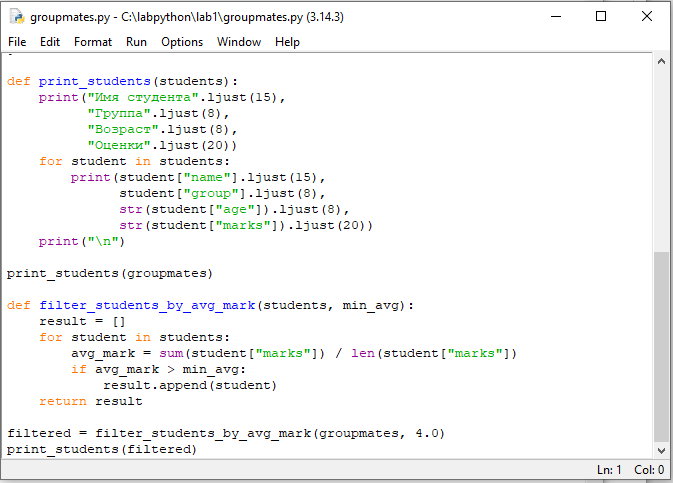 groupmates.py - C:\labpython\lab1\groupmates.py (3.14.3)
File Edit Format Run Options Window Help
def print_students(students):
    print("Имя студента".ljust(15),
          "Группа".ljust(8),
          "Возраст".ljust(8),
          "Оценки".ljust(20))
    for student in students:
        print(student["name"].ljust(15),
              student["group"].ljust(8),
              str(student["age"]).ljust(8),
              str(student["marks"]).ljust(20))
    print("\n")
print_students(groupmates)
def filter_students_by_avg_mark(students, min_avg):
    result = []
    for student in students:
        avg_mark = sum(student["marks"]) / len(student["marks"])
        if avg_mark > min_avg:
            result.append(student)
    return result
filtered = filter_students_by_avg_mark(groupmates, 4.0)
print_students(filtered)
Ln: 1 Col: 0